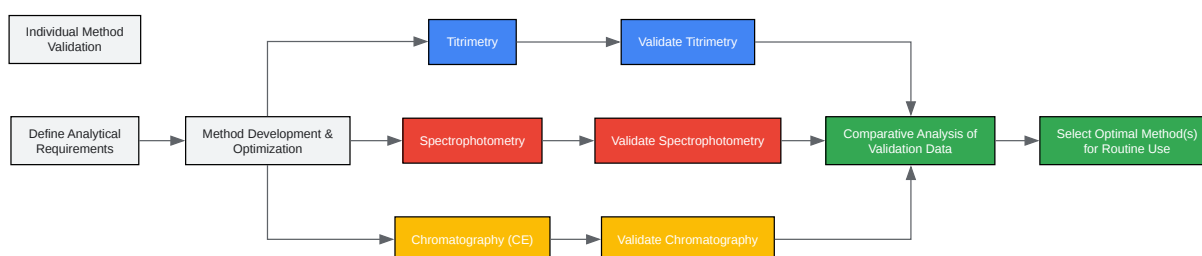 Individual Method
Validation
Titrimetry
Validate Titrimetry
Define Analytical
Requirements
Method Development &
Optimization
Spectrophotometry
Validate Spectrophotometry
Comparative Analysis of
Validation Data
Select Optimal Method(s)
for Routine Use
Chromatography (CE)
Validate Chromatography